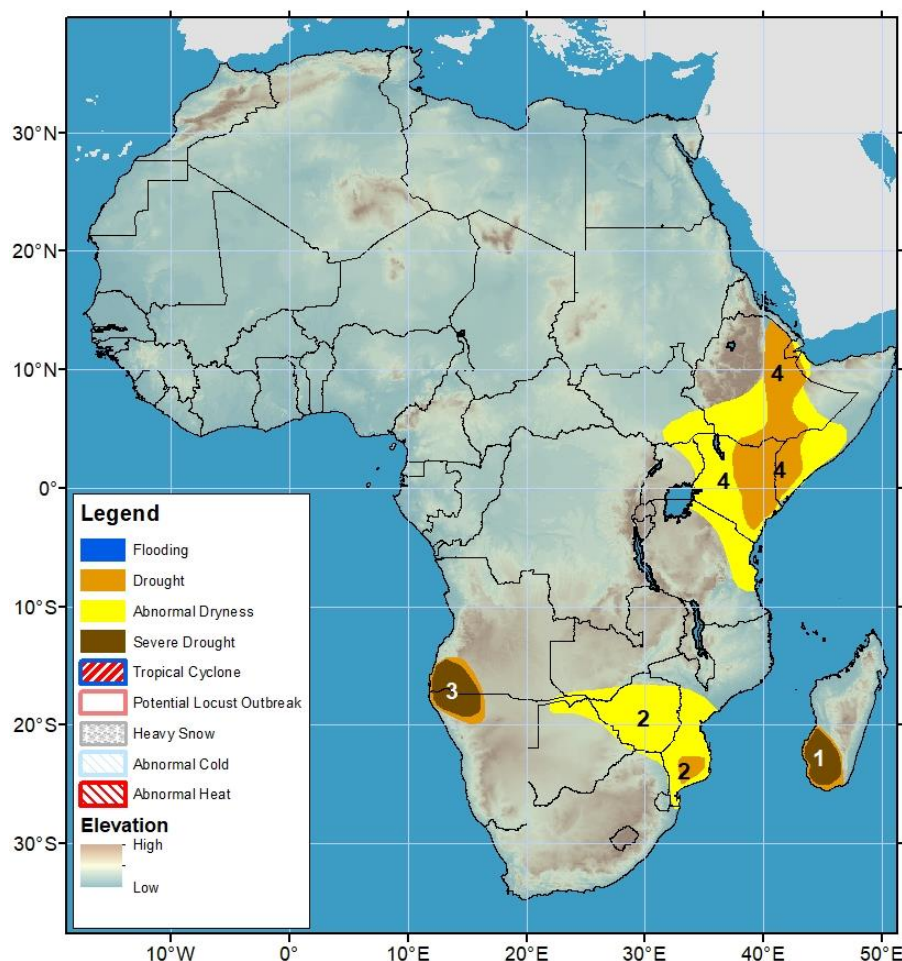 30°N
20°N
10°N
0°
10°S
20°S
30°S
4
4
4
3
2
2
1
Legend
Flooding
Drought
Abnormal Dryness
Severe Drought
Tropical Cyclone
Potential Locust Outbreak
Heavy Snow
Abnormal Cold
Abnormal Heat
Elevation
High
Low
10°W
0°
10°E
20°E
30°E
40°E
50°E